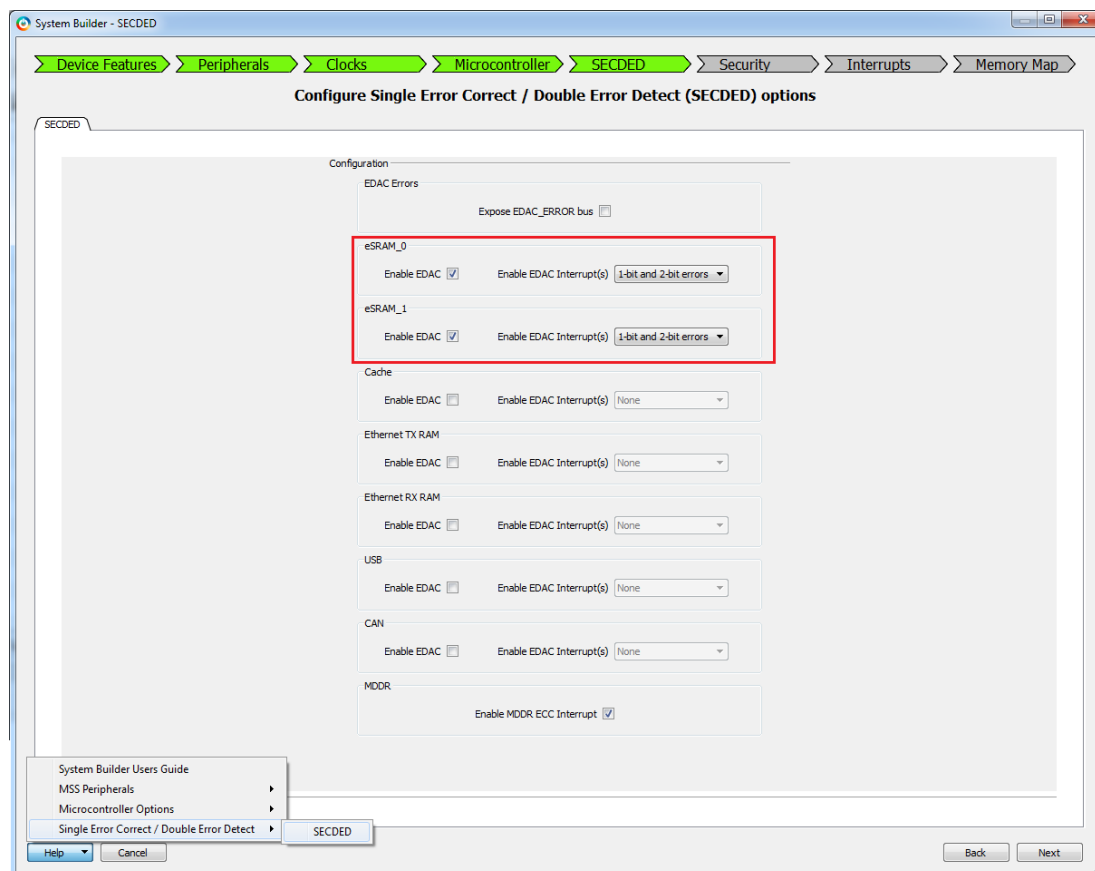 System Builder - SECDED
Device Features Peripherals Clocks Microcontroller SECDED Security Interrupts Memory Map
Configure Single Error Correct / Double Error Detect (SECDED) options
SECDED
Configuration
EDAC Errors
Expose EDAC_ERROR bus
eSRAM_0
Enable EDAC Enable EDAC Interrupt(s) 1-bit and 2-bit errors
eSRAM_1
Enable EDAC Enable EDAC Interrupt(s) 1-bit and 2-bit errors
Cache
Enable EDAC Enable EDAC Interrupt(s) None
Ethernet TX RAM
Enable EDAC Enable EDAC Interrupt(s) None
Ethernet RX RAM
Enable EDAC Enable EDAC Interrupt(s) None
USB
Enable EDAC Enable EDAC Interrupt(s) None
CAN
Enable EDAC Enable EDAC Interrupt(s) None
MDDR
Enable MDDR ECC Interrupt
System Builder Users Guide
MSS Peripherals
Microcontroller Options
Single Error Correct / Double Error Detect SECDED
Help Cancel Back Next